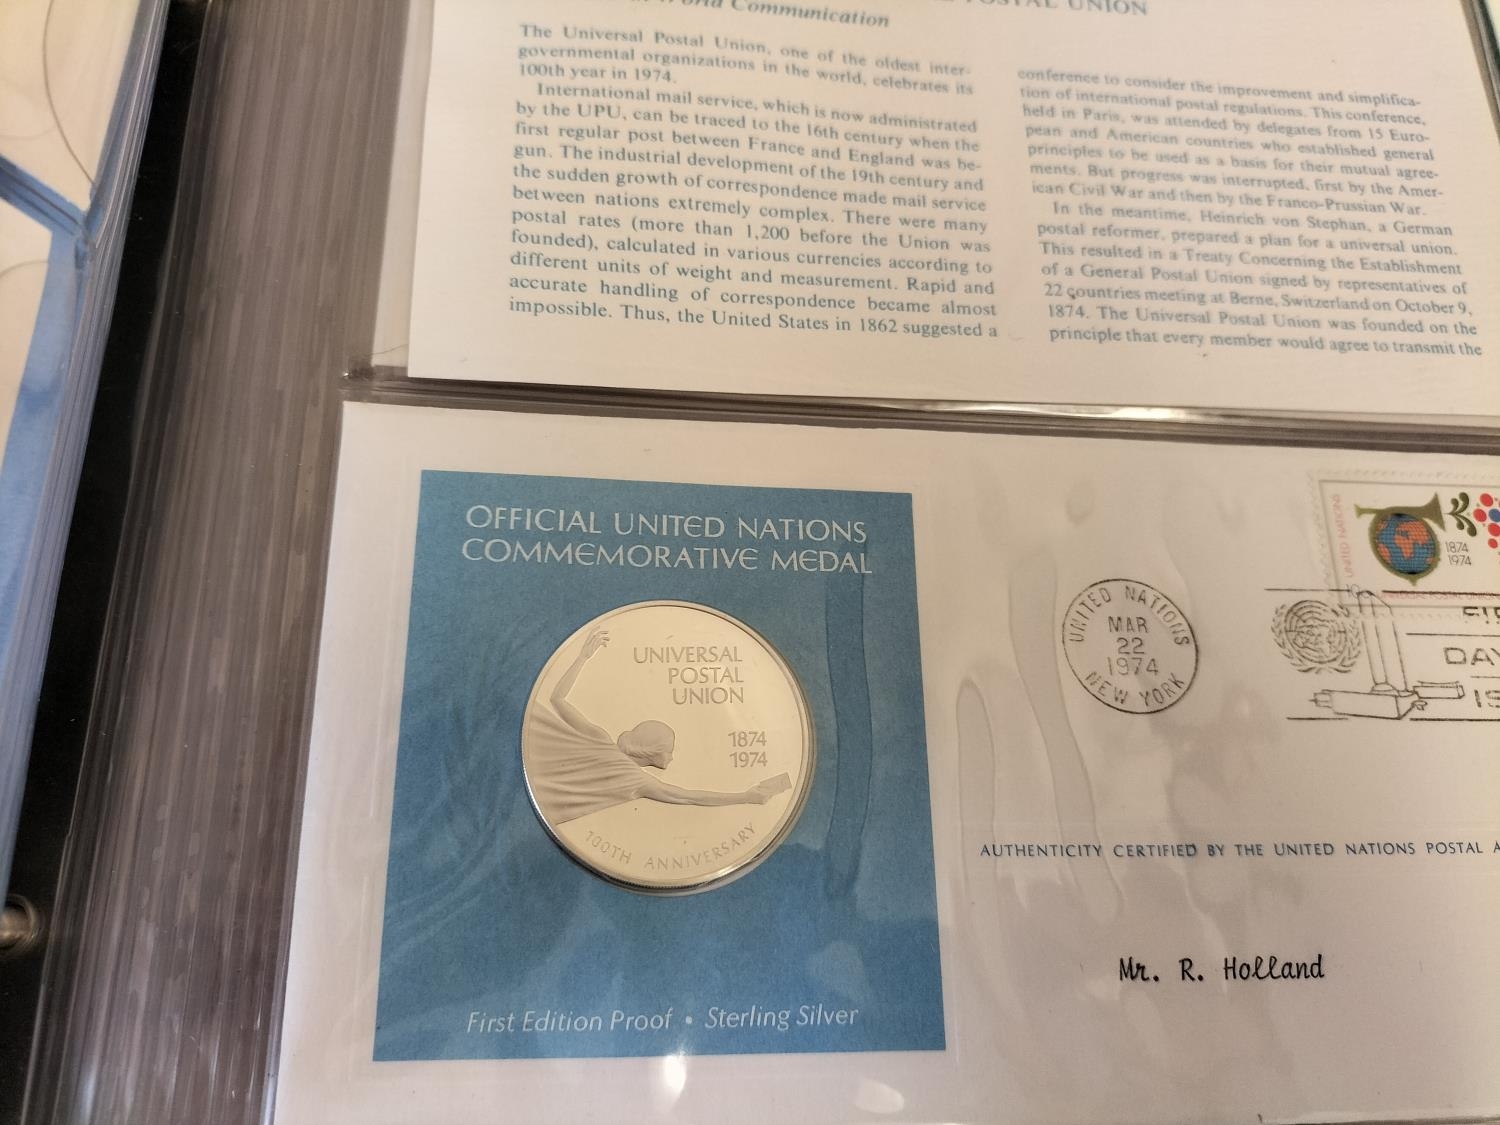 POSTAL UNION
World Communication
The Universal Postal Union, one of the oldest inter-
governmental organizations in the world, celebrates its
100th year in 1974.
International mail service, which is now administrated
by the UPU, can be traced to the 16th century when the
first regular post between France and England was be-
gun. The industrial development of the 19th century and
the sudden growth of correspondence made mail service
between nations extremely complex. There were many
postal rates (more than 1,200 before the Union was
founded), calculated in various currencies according to
different units of weight and measurement. Rapid and
accurate handling of correspondence became almost
impossible. Thus, the United States in 1862 suggested a
conference to consider the improvement and simplifica-
tion of international postal regulations. This conference,
held in Paris, was attended by delegates from 15 Euro-
pean and American countries who established general
principles to be used as a basis for their mutual agree-
ments. But progress was interrupted, first by the Amer-
ican Civil War and then by the Franco-Prussian War.
In the meantime, Heinrich von Stephan, a German
postal reformer, prepared a plan for a universal union.
This resulted in a Treaty Concerning the Establishment
of a General Postal Union signed by representatives of
22 countries meeting at Berne, Switzerland on October 9,
1874. The Universal Postal Union was founded on the
principle that every member would agree to transmit the
OFFICIAL UNITED NATIONS
COMMEMORATIVE MEDAL
UNIVERSAL
POSTAL
UNION
1874
1974
100TH ANNIVERSARY
First Edition Proof • Sterling Silver
UNITED NATIONS
1874
1974
UNITED NATIONS
MAR
22
1974
NEW YORK
DAY
AUTHENTICITY CERTIFIED BY THE UNITED NATIONS POSTAL A
Mr. R. Holland